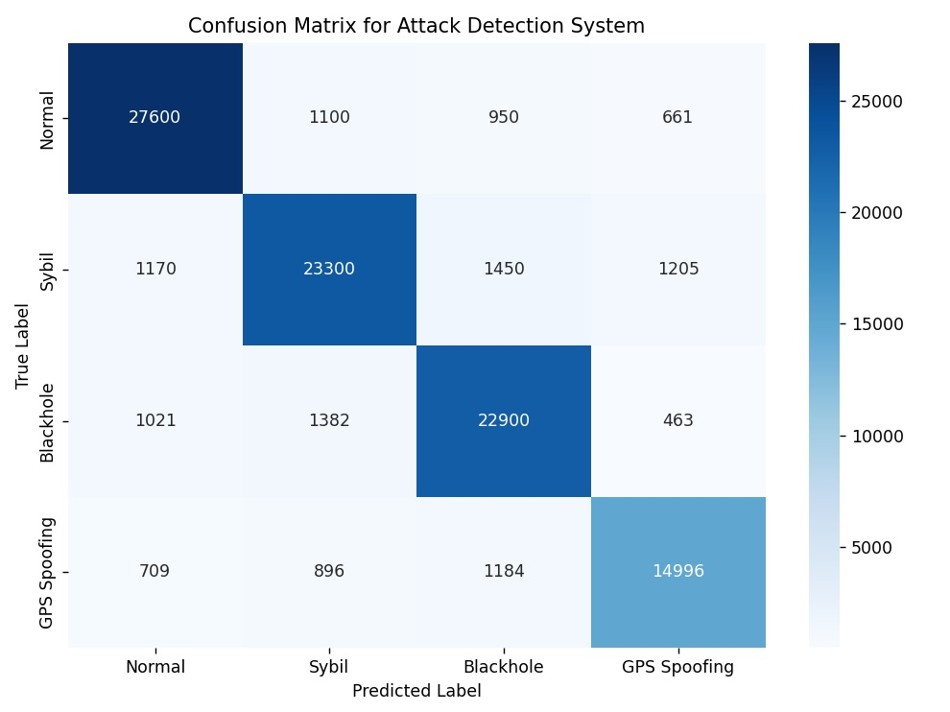 Confusion Matrix for Attack Detection System
True Label
Normal
27600 1100 950 661
Sybil
1170 23300 1450 1205
Blackhole
1021 1382 22900 463
GPS Spoofing
709 896 1184 14996
Normal Sybil Blackhole GPS Spoofing
Predicted Label
25000
20000
15000
10000
5000